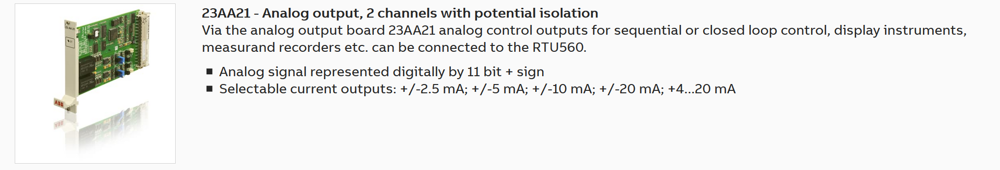 23AA21 - Analog output, 2 channels with potential isolation
Via the analog output board 23AA21 analog control outputs for sequential or closed loop control, display instruments,
measurand recorders etc. can be connected to the RTU560.
■ Analog signal represented digitally by 11 bit + sign
■ Selectable current outputs: +/-2.5 mA; +/-5 mA; +/-10 mA; +/-20 mA; +4...20 mA
23 AA 21
ABB